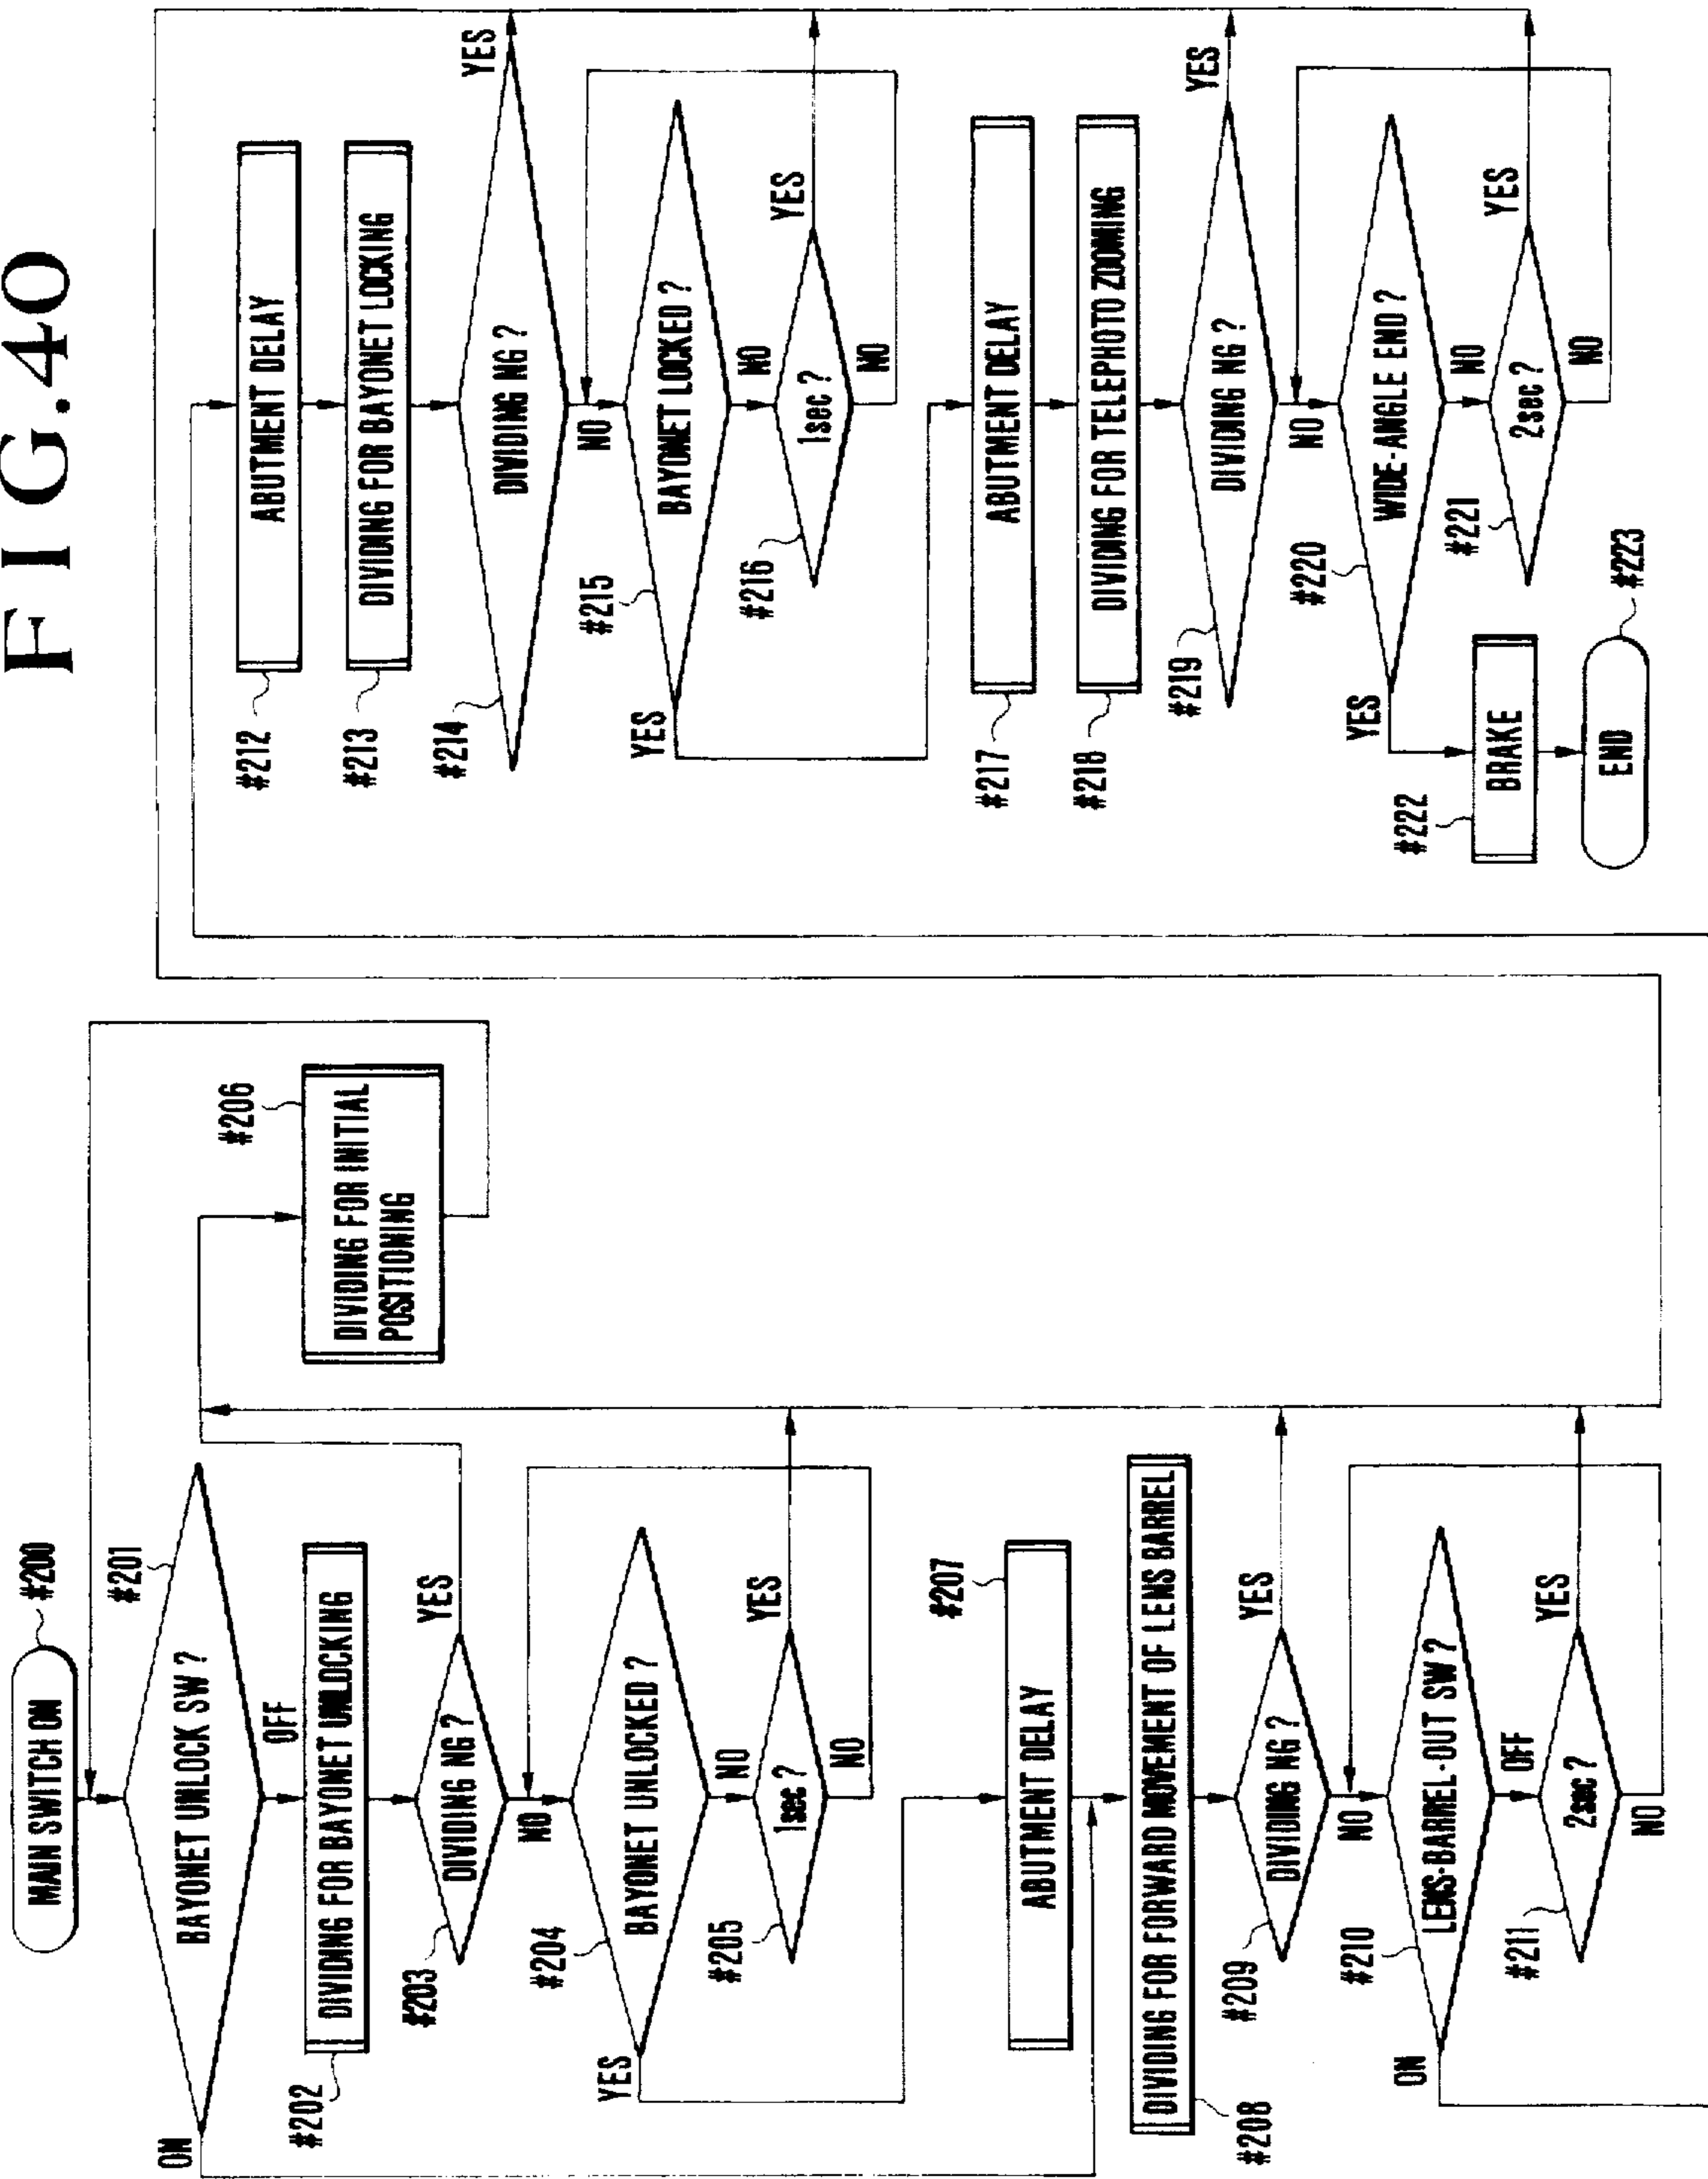 FIG.40
MAIN SWITCH ON
#200
BAYONET UNLOCK SW ?
#201
ON
OFF
DIVIDING FOR BAYONET UNLOCKING
#202
DIVIDING NG ?
#203
YES
NO
BAYONET UNLOCKED ?
#204
YES
NO
1sec ?
#205
YES
NO
DIVIDING FOR INITIAL
POSITIONING
#206
ABUTMENT DELAY
#207
DIVIDING FOR FORWARD MOVEMENT OF LENS BARREL
#208
DIVIDING NG ?
#209
YES
NO
LENS-BARREL-OUT SW ?
#210
ON
OFF
2sec ?
#211
YES
NO
ABUTMENT DELAY
#212
DIVIDING FOR BAYONET LOCKING
#213
DIVIDING NG ?
#214
YES
NO
BAYONET LOCKED ?
#215
YES
NO
1sec ?
#216
YES
NO
ABUTMENT DELAY
#217
DIVIDING FOR TELEPHOTO ZOOMING
#218
DIVIDING NG ?
#219
YES
NO
WIDE-ANGLE END ?
#220
YES
NO
2sec ?
#221
YES
NO
BRAKE
#222
END
#223